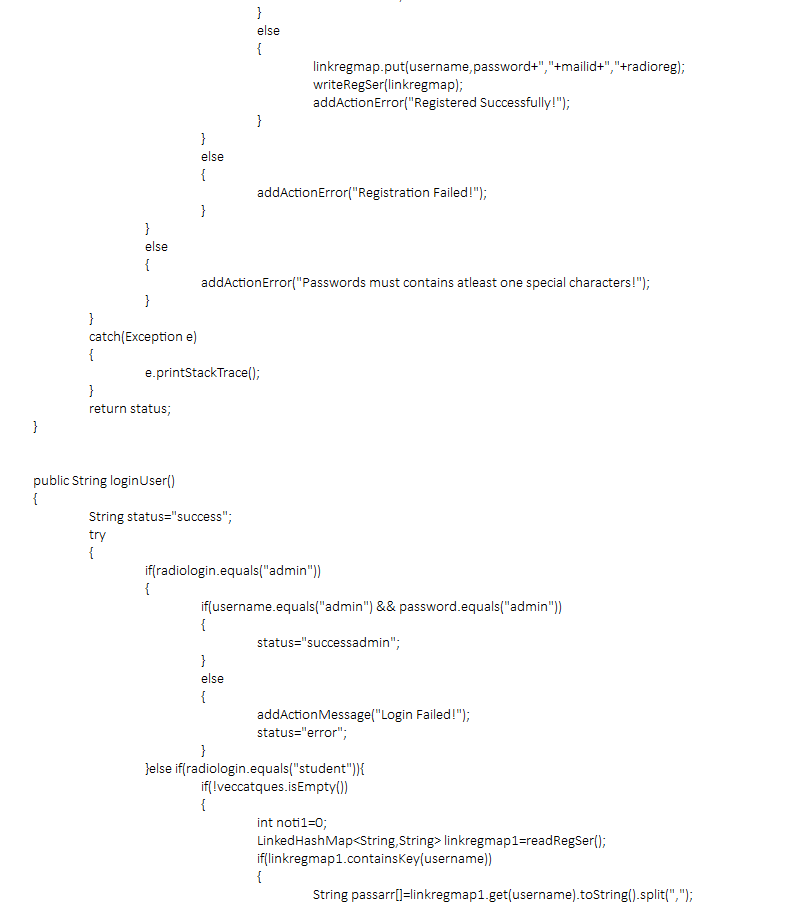 }
else
{
linkregmap.put(username,password+","+mailid+","+radioreg);
writeRegSer(linkregmap);
addActionError("Registered Successfully!");
}
}
else
{
addActionError("Registration Failed!");
}
}
else
{
addActionError("Passwords must contains atleast one special characters!");
}
}
catch(Exception e)
{
e.printStackTrace();
}
return status;
}
public String loginUser()
{
String status="success";
try
{
if(radiologin.equals("admin"))
{
if(username.equals("admin") && password.equals("admin"))
{
status="successadmin";
}
else
{
addActionMessage("Login Failed!");
status="error";
}
}else if(radiologin.equals("student")){
if(!veccatques.isEmpty())
{
int noti1=0;
LinkedHashMap<String,String> linkregmap1=readRegSer();
if(linkregmap1.containsKey(username))
{
String passarr[]=linkregmap1.get(username).toString().split(",");